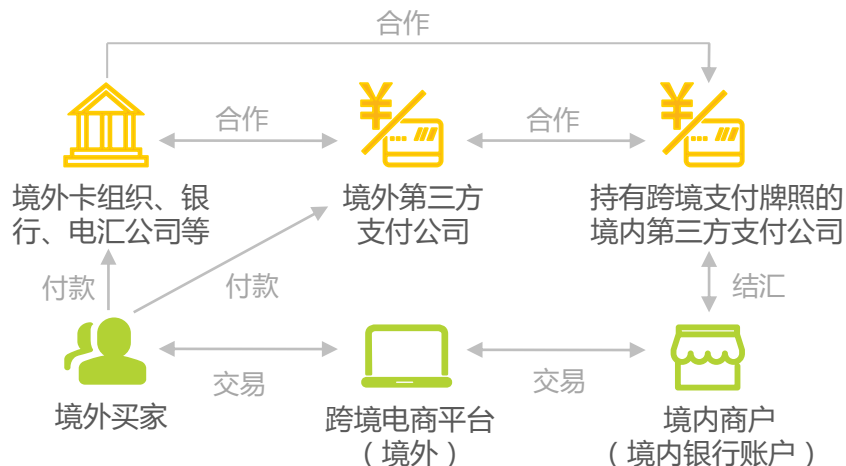 合作
合作
合作
境外卡组织、银
行、电汇公司等
境外第三方
支付公司
持有跨境支付牌照的
境内第三方支付公司
付款
付款
结汇
交易
交易
境外买家
跨境电商平台
（境外）
境内商户
（境内银行账户）